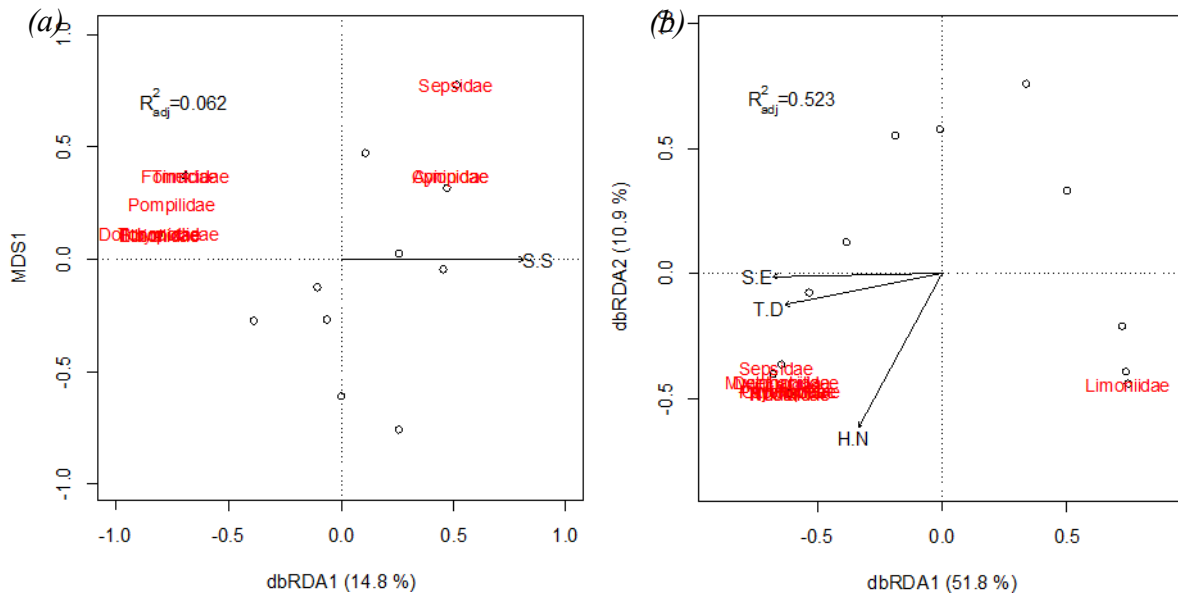 (a)
R²adj=0.062
Sepsidae
Pompilidae
S.S
MDS1
1.0
0.5
0.0
-0.5
-1.0
-1.0 -0.5 0.0 0.5 1.0
dbRDA1 (14.8 %)
(b)
R²adj=0.523
S.E
T.D
H.N
Sepsidae
Limoniidae
dbRDA2 (10.9 %)
0.5
0.0
-0.5
-0.5 0.0 0.5
dbRDA1 (51.8 %)